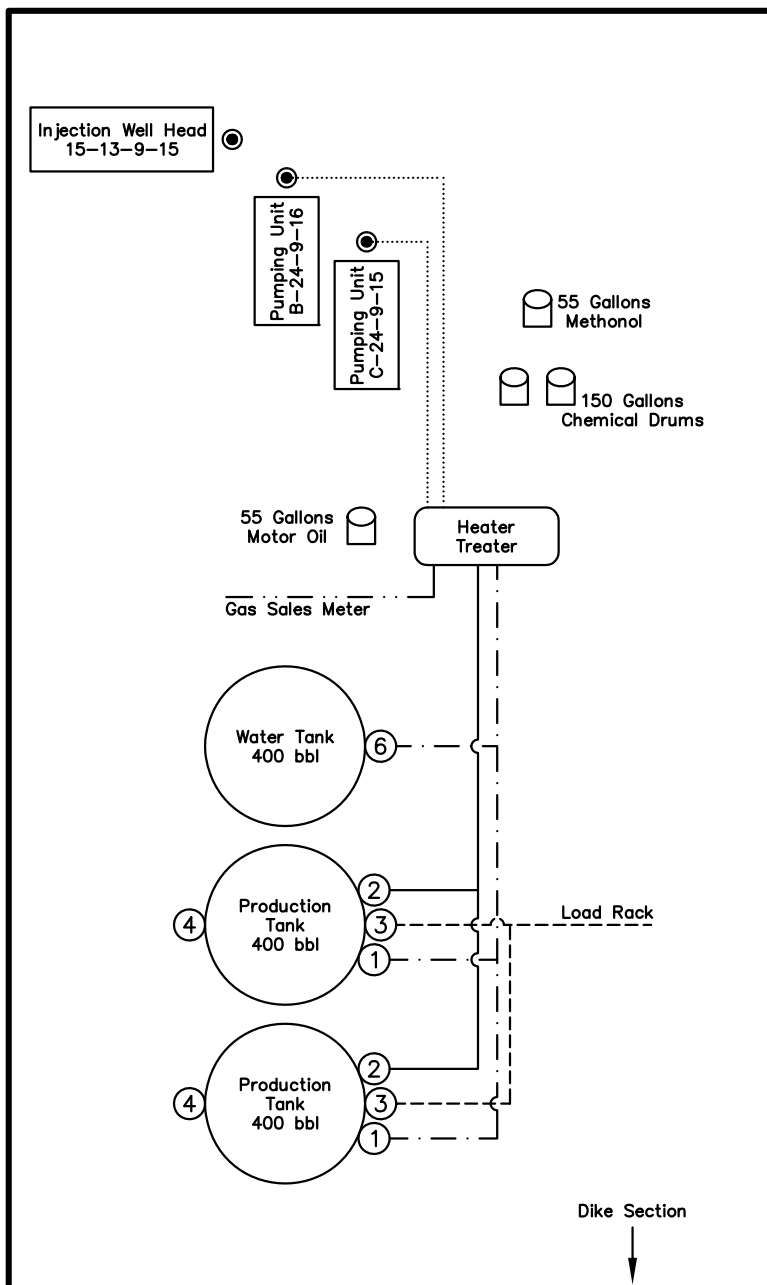 Injection Well Head
15-13-9-15
Pumping Unit
B-24-9-16
Pumping Unit
C-24-9-15
55 Gallons
Methonol
150 Gallons
Chemical Drums
55 Gallons
Motor Oil
Heater
Treater
Gas Sales Meter
Water Tank
400 bbl
6
Production
Tank
400 bbl
4
2
3
1
Load Rack
Production
Tank
400 bbl
4
2
3
1
Dike Section